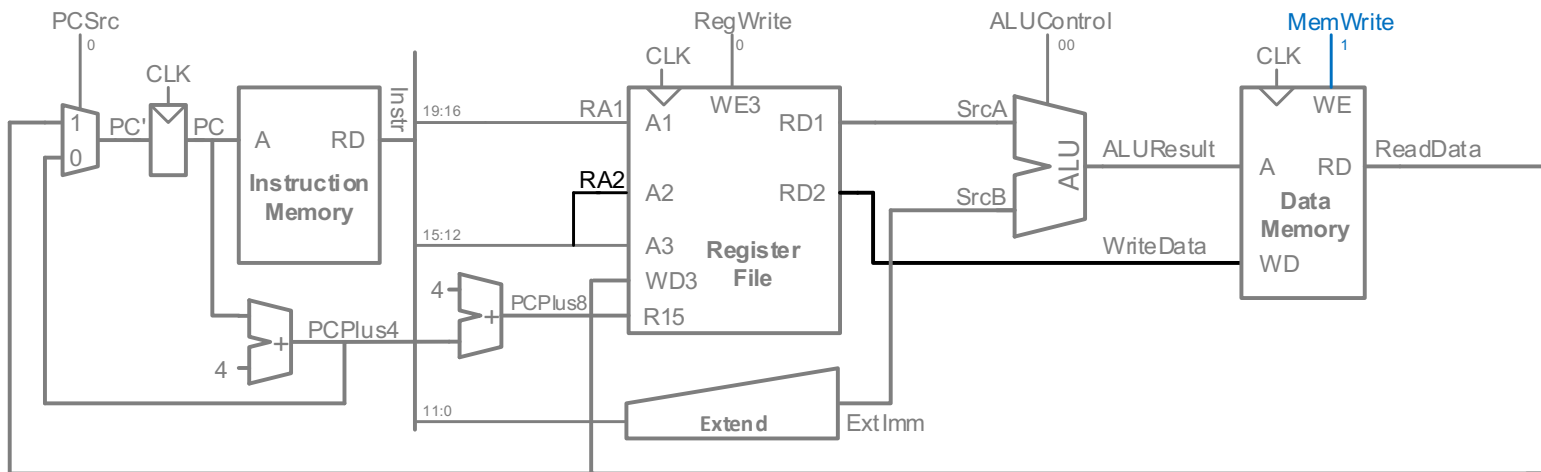 PCSrc
0
RegWrite
0
ALUControl
00
MemWrite
1
CLK
CLK
CLK
1
0
PC'
PC
A
RD
Instruction
Memory
Instr
19:16
RA1
A1
WE3
RD1
SrcA
RA2
A2
RD2
SrcB
15:12
A3
Register
File
WD3
R15
ALU
ALUResult
WriteData
WE
A
RD
Data
Memory
WD
ReadData
4
+
PCPlus4
4
+
PCPlus8
11:0
Extend
ExtImm